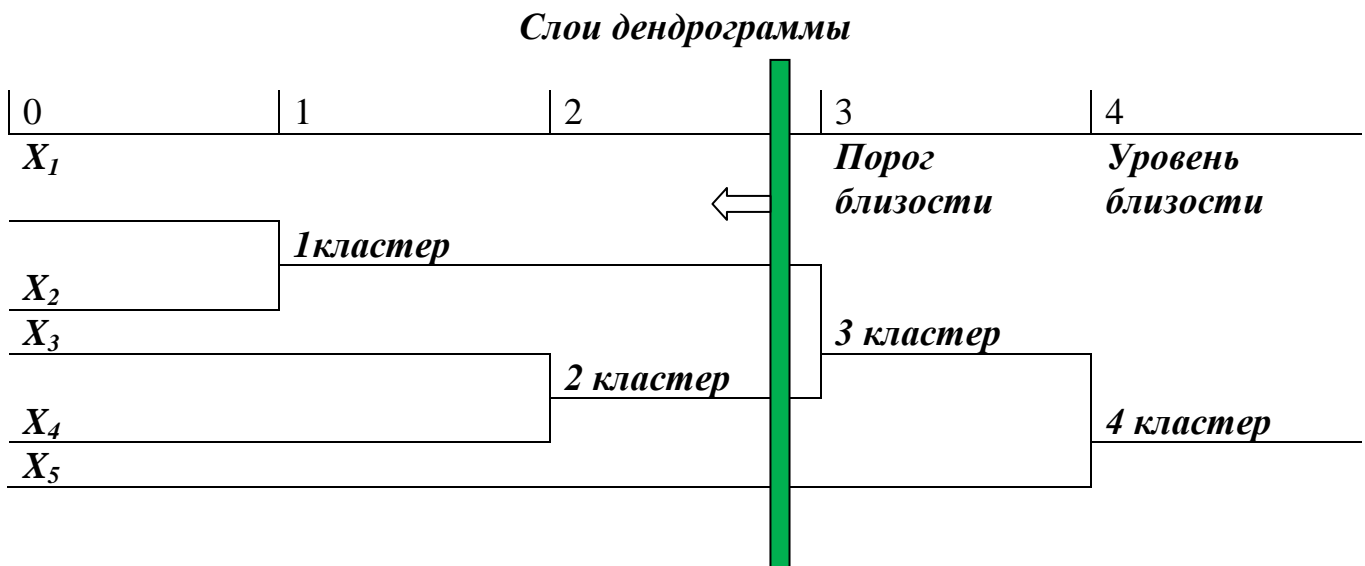 Слои дендрограммы
0 1 2 3 4
X1 Порог Уровень
близости близости
1кластер
X2
X3 3 кластер
2 кластер
X4 4 кластер
X5